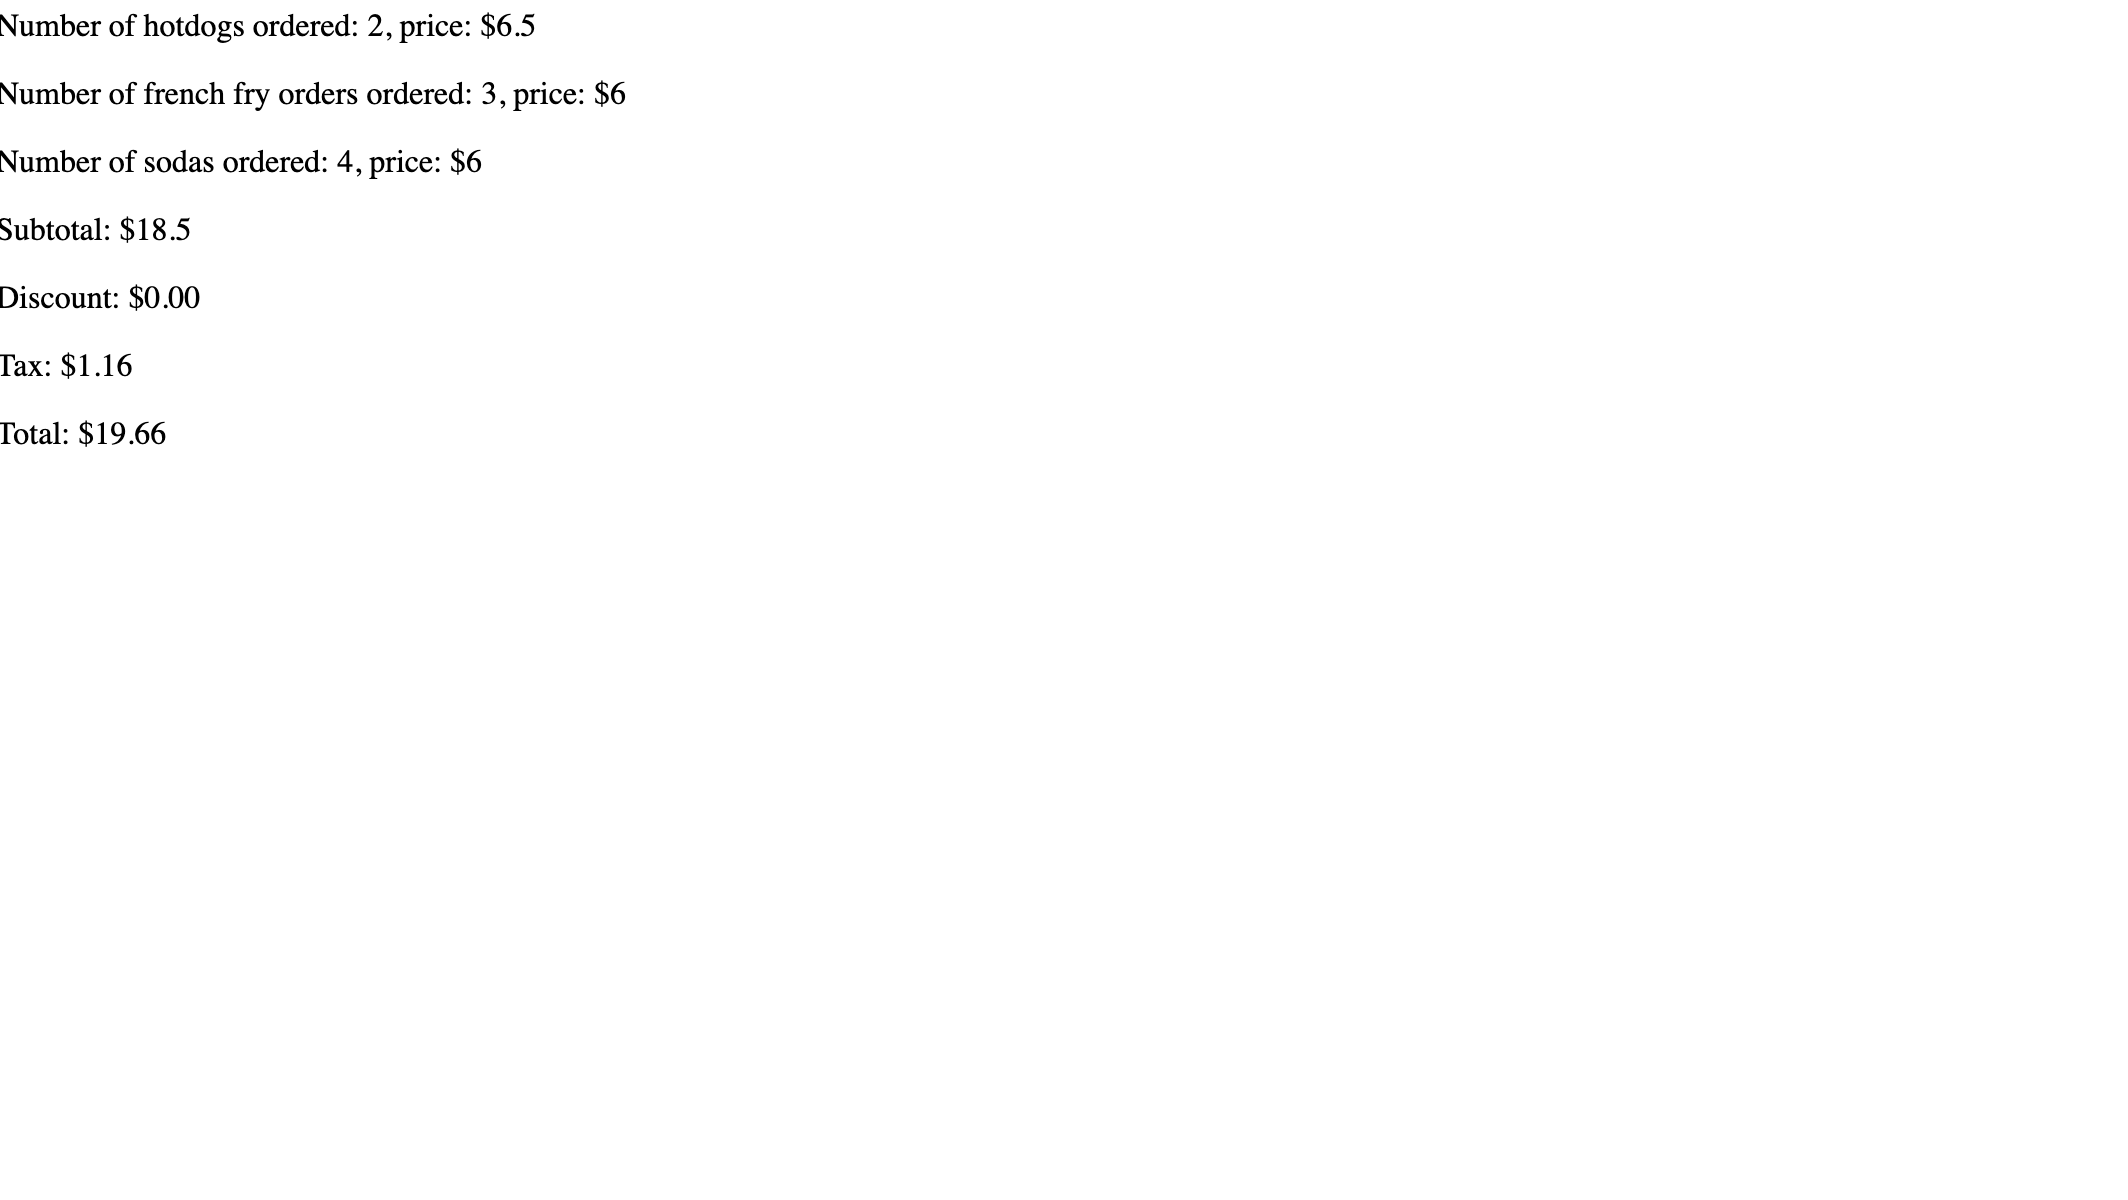 Number of hotdogs ordered: 2, price: $6.5
Number of french fry orders ordered: 3, price: $6
Number of sodas ordered: 4, price: $6
Subtotal: $18.5
Discount: $0.00
Tax: $1.16
Total: $19.66